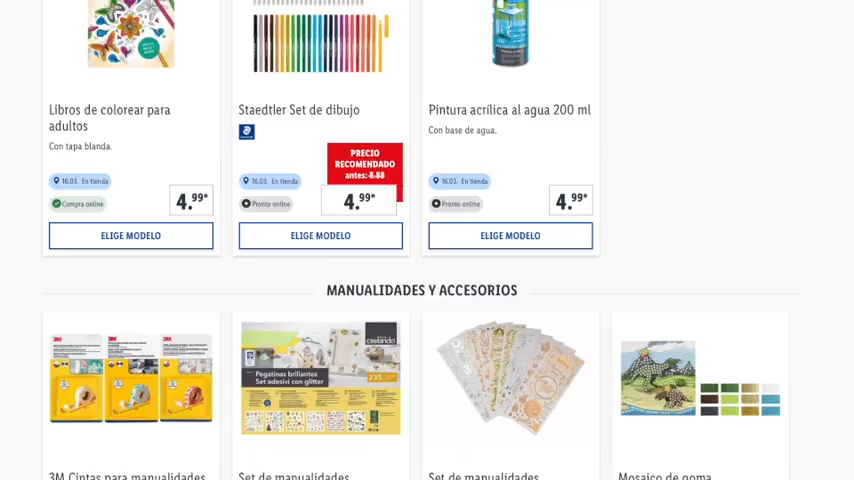 Libros de colorear para
adultos
Con tapa blanda.
16.03. En tienda
Compra online
4.99*
ELIGE MODELO
Staedtler Set de dibujo
PRECIO
RECOMENDADO
antes: 8.88
16.03. En tienda
Pronto online
4.99*
ELIGE MODELO
Pintura acrílica al agua 200 ml
Con base de agua.
16.03. En tienda
Pronto online
4.99*
ELIGE MODELO
MANUALIDADES Y ACCESORIOS
3M
3M
3M
crelando
Pegatinas brillantes
Set adesivi con glitter
235
3M Cintas para manualidades
Set de manualidades
Set de manualidades
Mosaico de goma